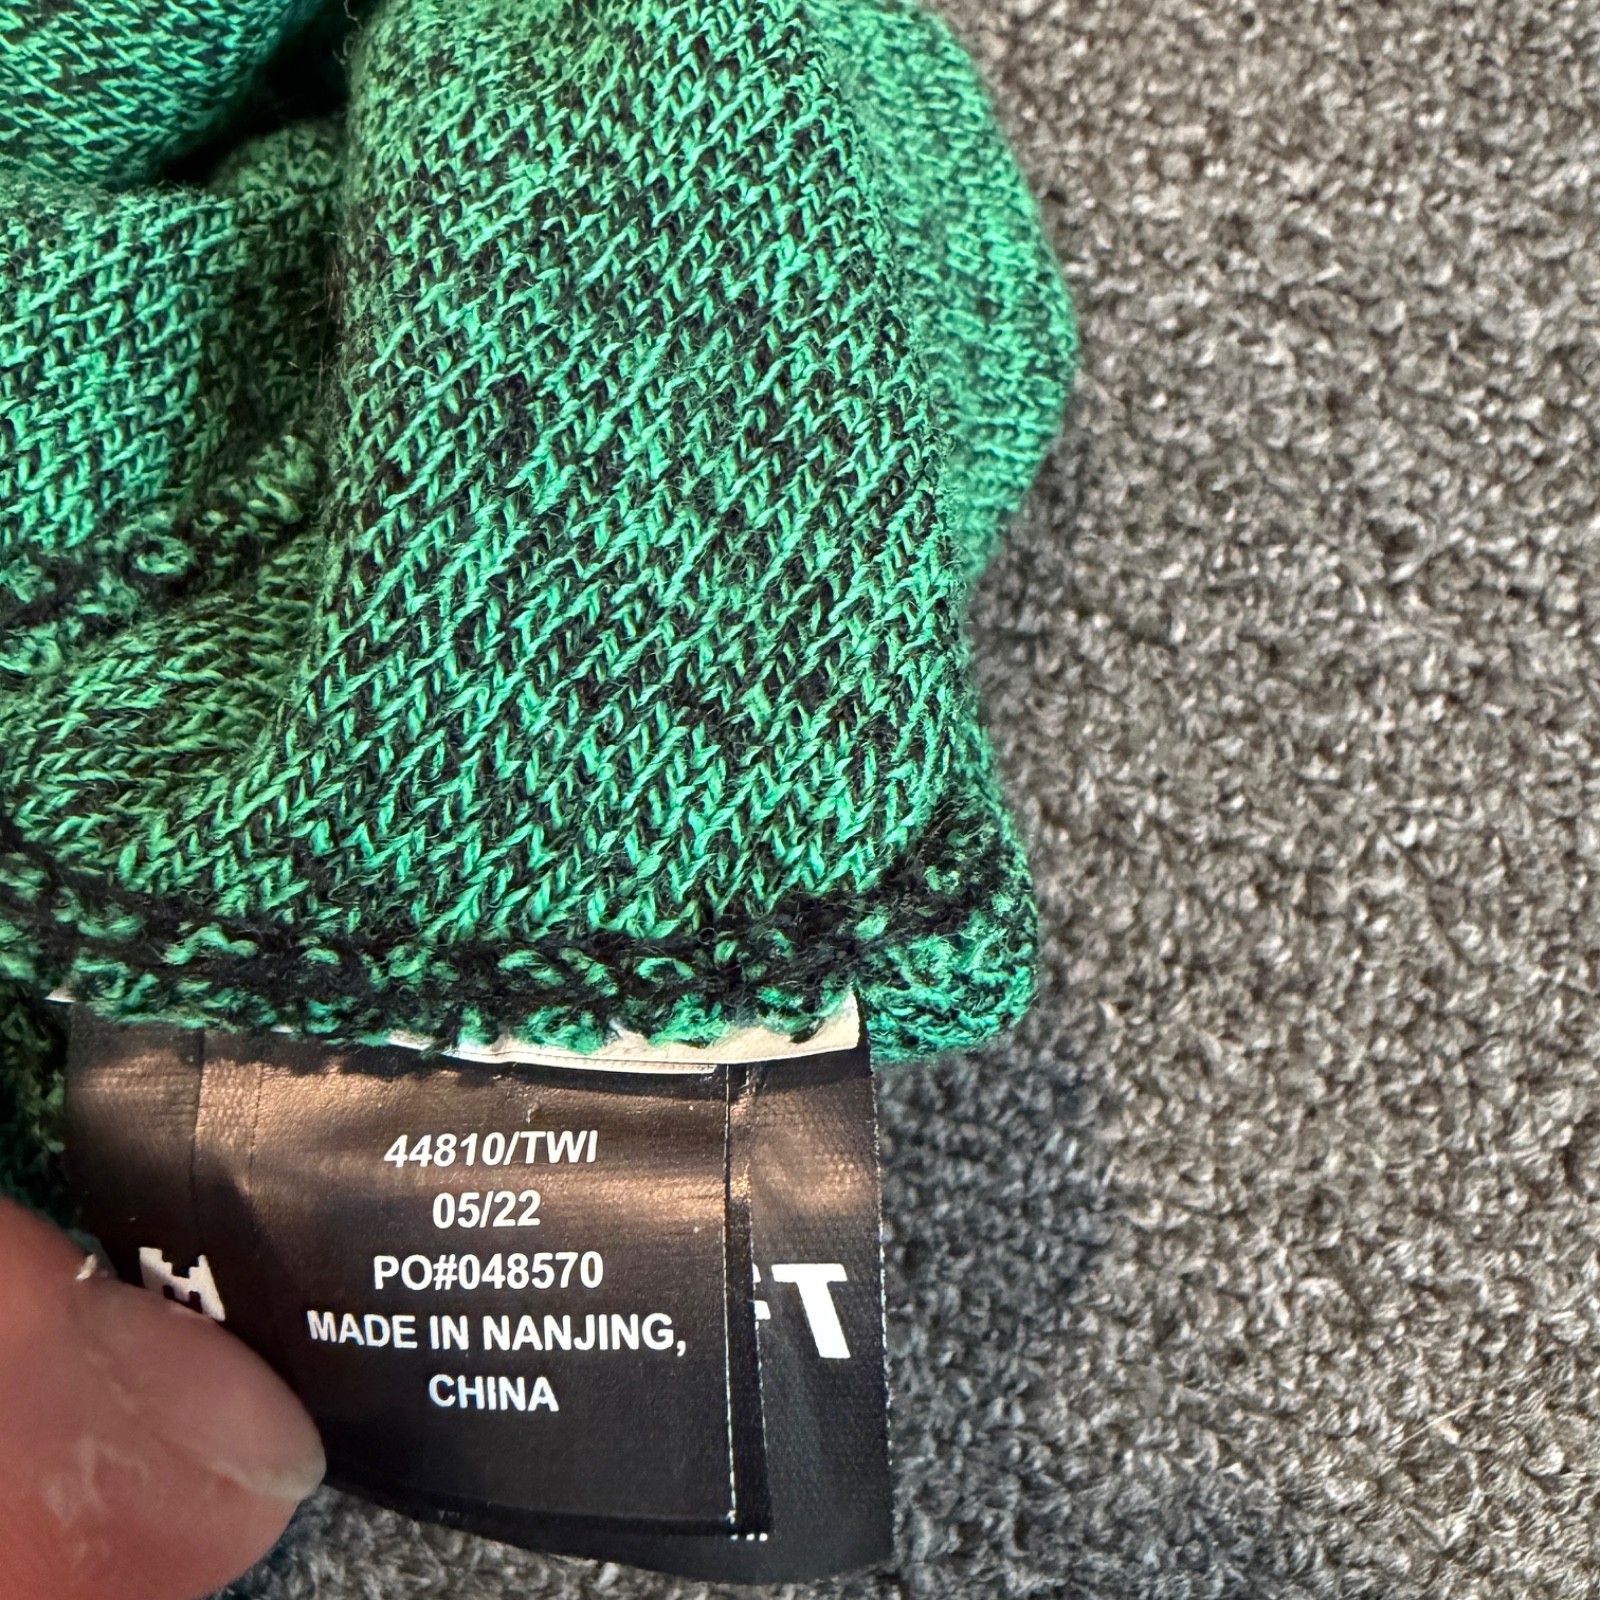 44810/TWI
05/22
PO#048570
MADE IN NANJING,
CHINA